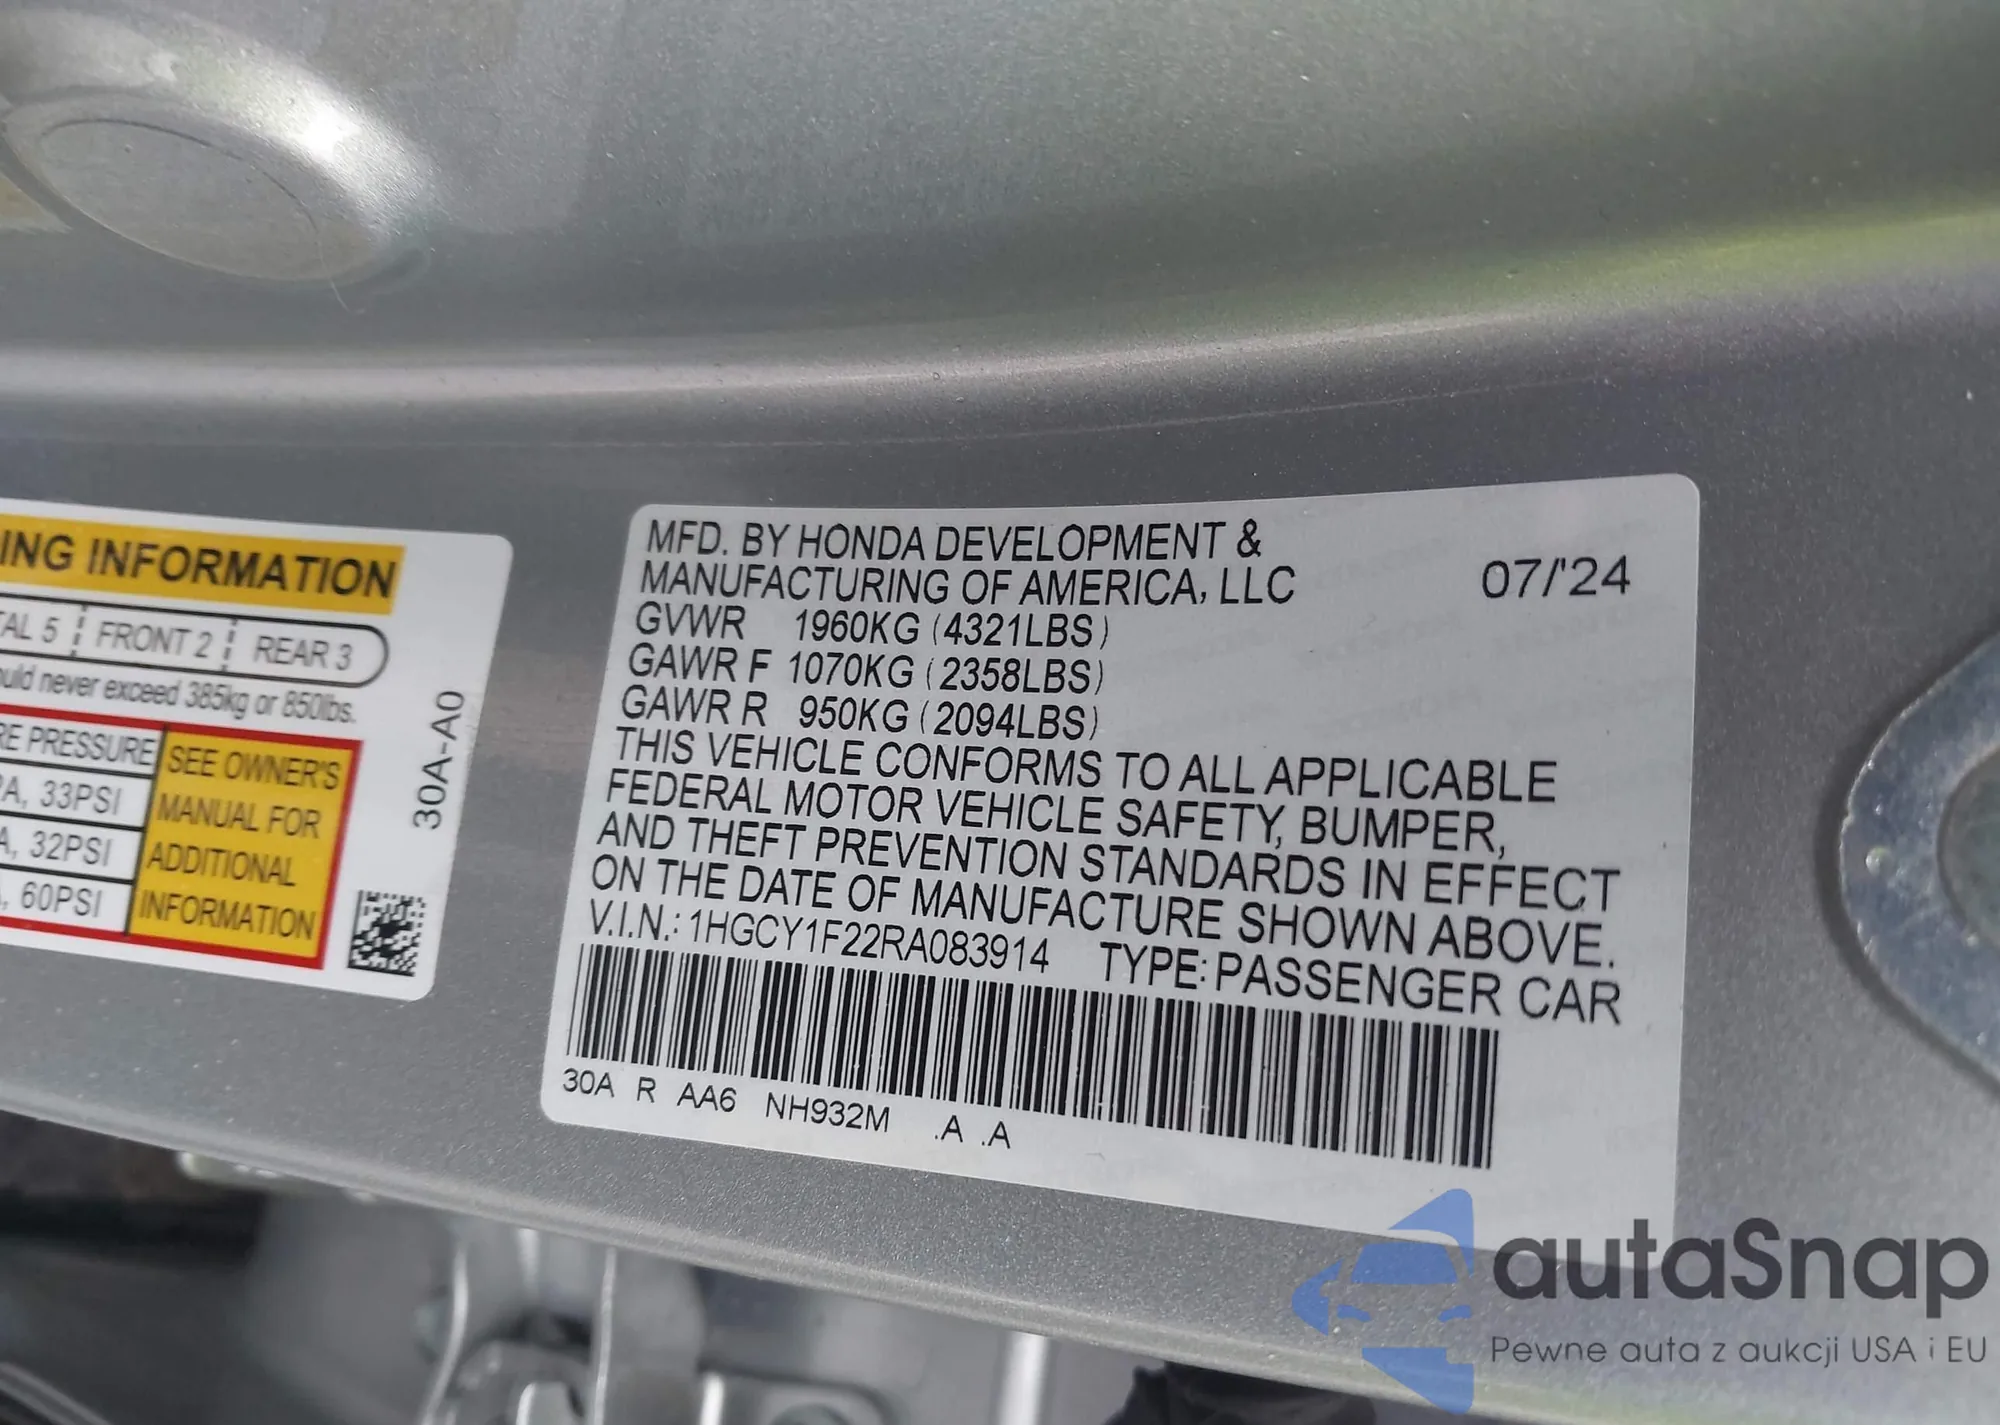 ING INFORMATION
TAL 5 FRONT 2 REAR 3
ould never exceed 385kg or 850lbs.
RE PRESSURE
PA, 33PSI
A, 32PSI
A, 60PSI
SEE OWNER'S
MANUAL FOR
ADDITIONAL
INFORMATION
30A-A0
MFD. BY HONDA DEVELOPMENT &
MANUFACTURING OF AMERICA, LLC 07/'24
GVWR 1960KG (4321LBS)
GAWR F 1070KG (2358LBS)
GAWR R 950KG (2094LBS)
THIS VEHICLE CONFORMS TO ALL APPLICABLE
FEDERAL MOTOR VEHICLE SAFETY, BUMPER,
AND THEFT PREVENTION STANDARDS IN EFFECT
ON THE DATE OF MANUFACTURE SHOWN ABOVE.
V.I.N.: 1HGCY1F22RA083914 TYPE: PASSENGER CAR
30A R AA6 NH932M .A .A
autaSnap
Pewne auta z aukcji USA i EU